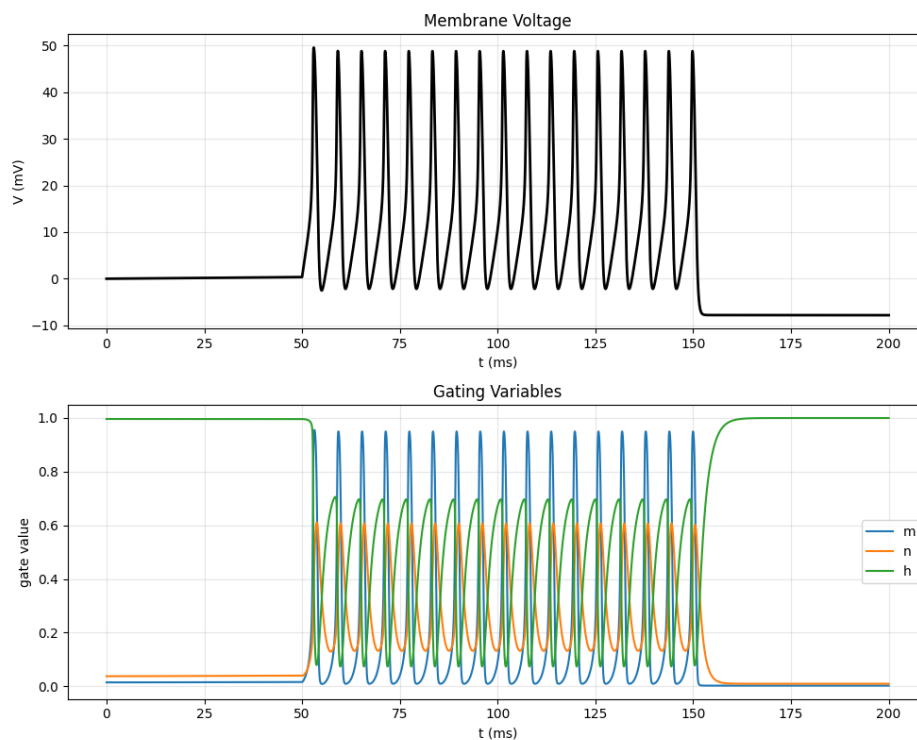 Membrane Voltage
50
40
30
20
10
0
−10
V (mV)
0 25 50 75 100 125 150 175 200
t (ms)
Gating Variables
1.0
0.8
0.6
0.4
0.2
0.0
gate value
m
n
h
0 25 50 75 100 125 150 175 200
t (ms)